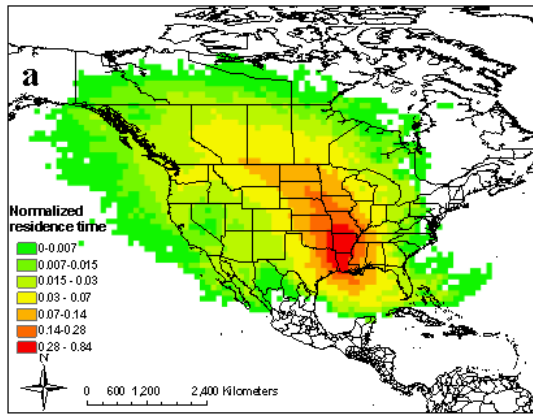 a
Normalized
residence time
0-0.007
0.007-0.015
0.015 - 0.03
0.03 - 0.07
0.07-0.14
0.14-0.28
0.28 - 0.84
N
0 600 1,200 2,400 Kilometers